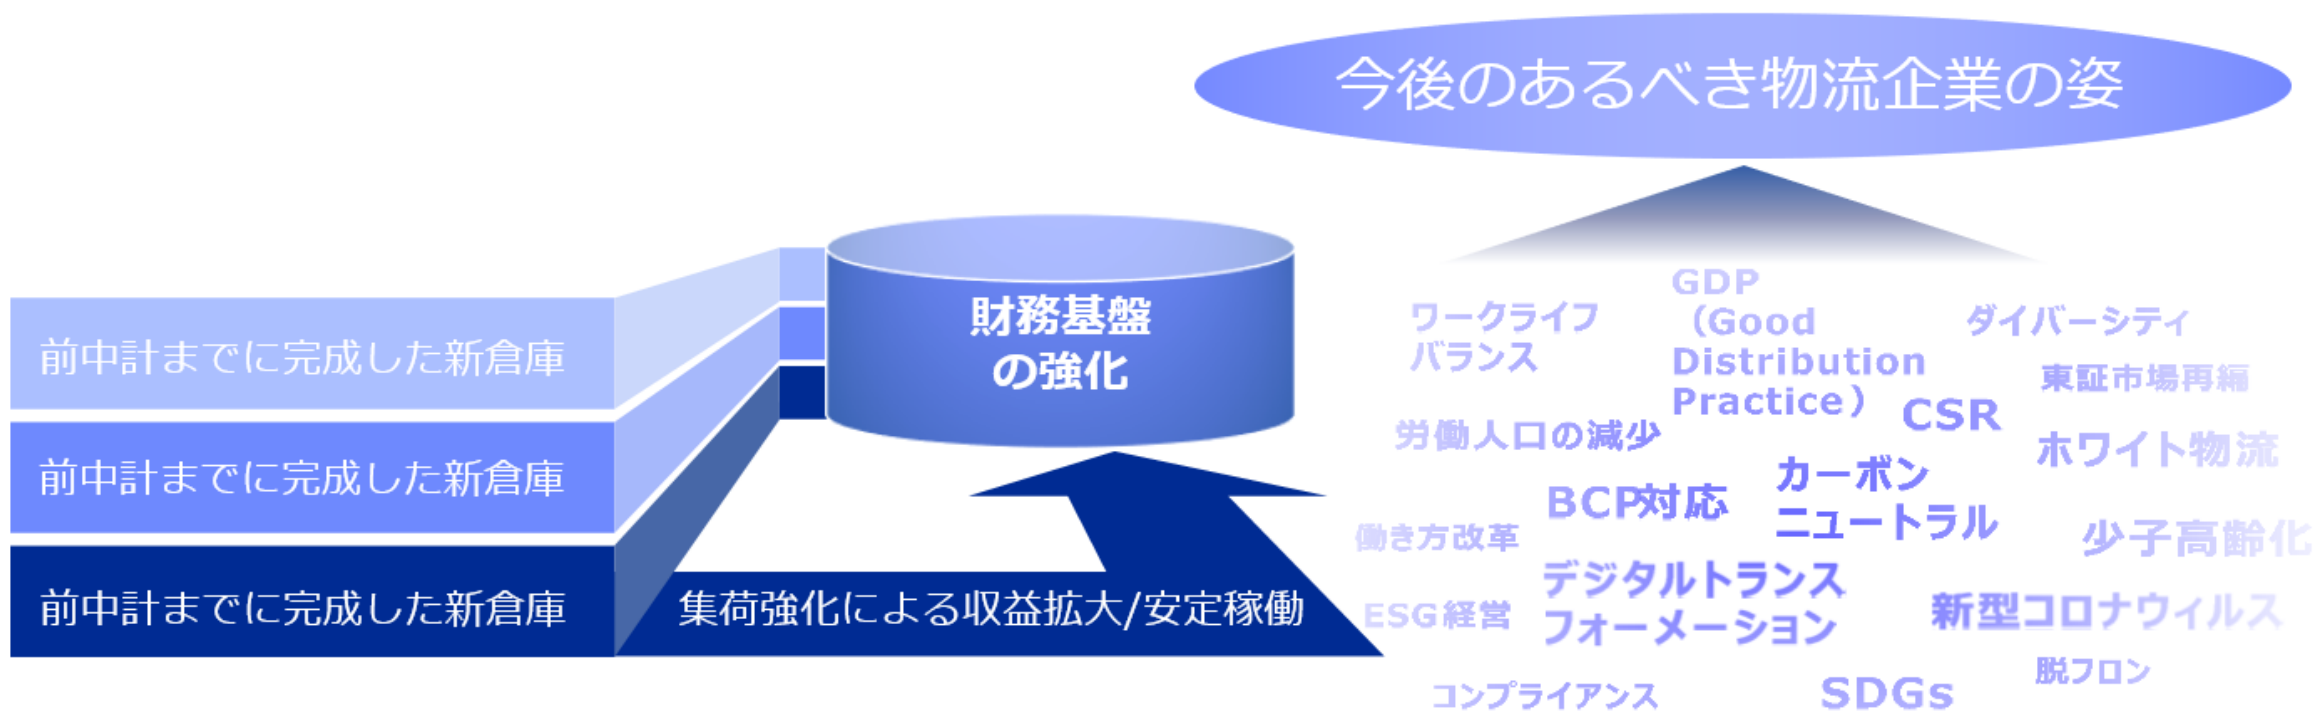 今後のあるべき物流企業の姿
前中計までに完成した新倉庫
前中計までに完成した新倉庫
前中計までに完成した新倉庫
財務基盤
の強化
集荷強化による収益拡大/安定稼働
ワークライフ
バランス
GDP
(Good
Distribution
Practice)
ダイバーシティ
東証市場再編
CSR
労働人口の減少
ホワイト物流
カーボン
ニュートラル
BCP対応
働き方改革
少子高齢化
デジタルトランス
フォーメーション
ESG経営
新型コロナウィルス
脱フロン
コンプライアンス
SDGs